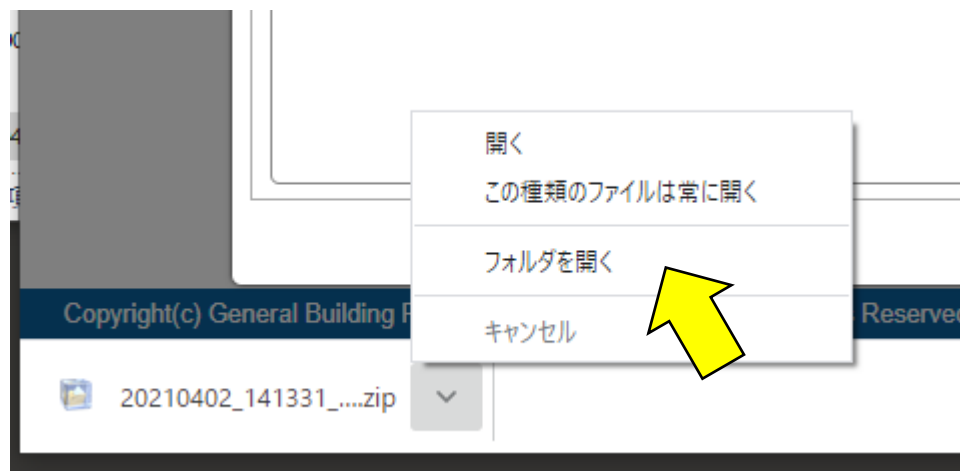 開く
この種類のファイルは常に開く
フォルダを開く
キャンセル
Copyright(c) General Building
Reserved
20210402_141331_....zip